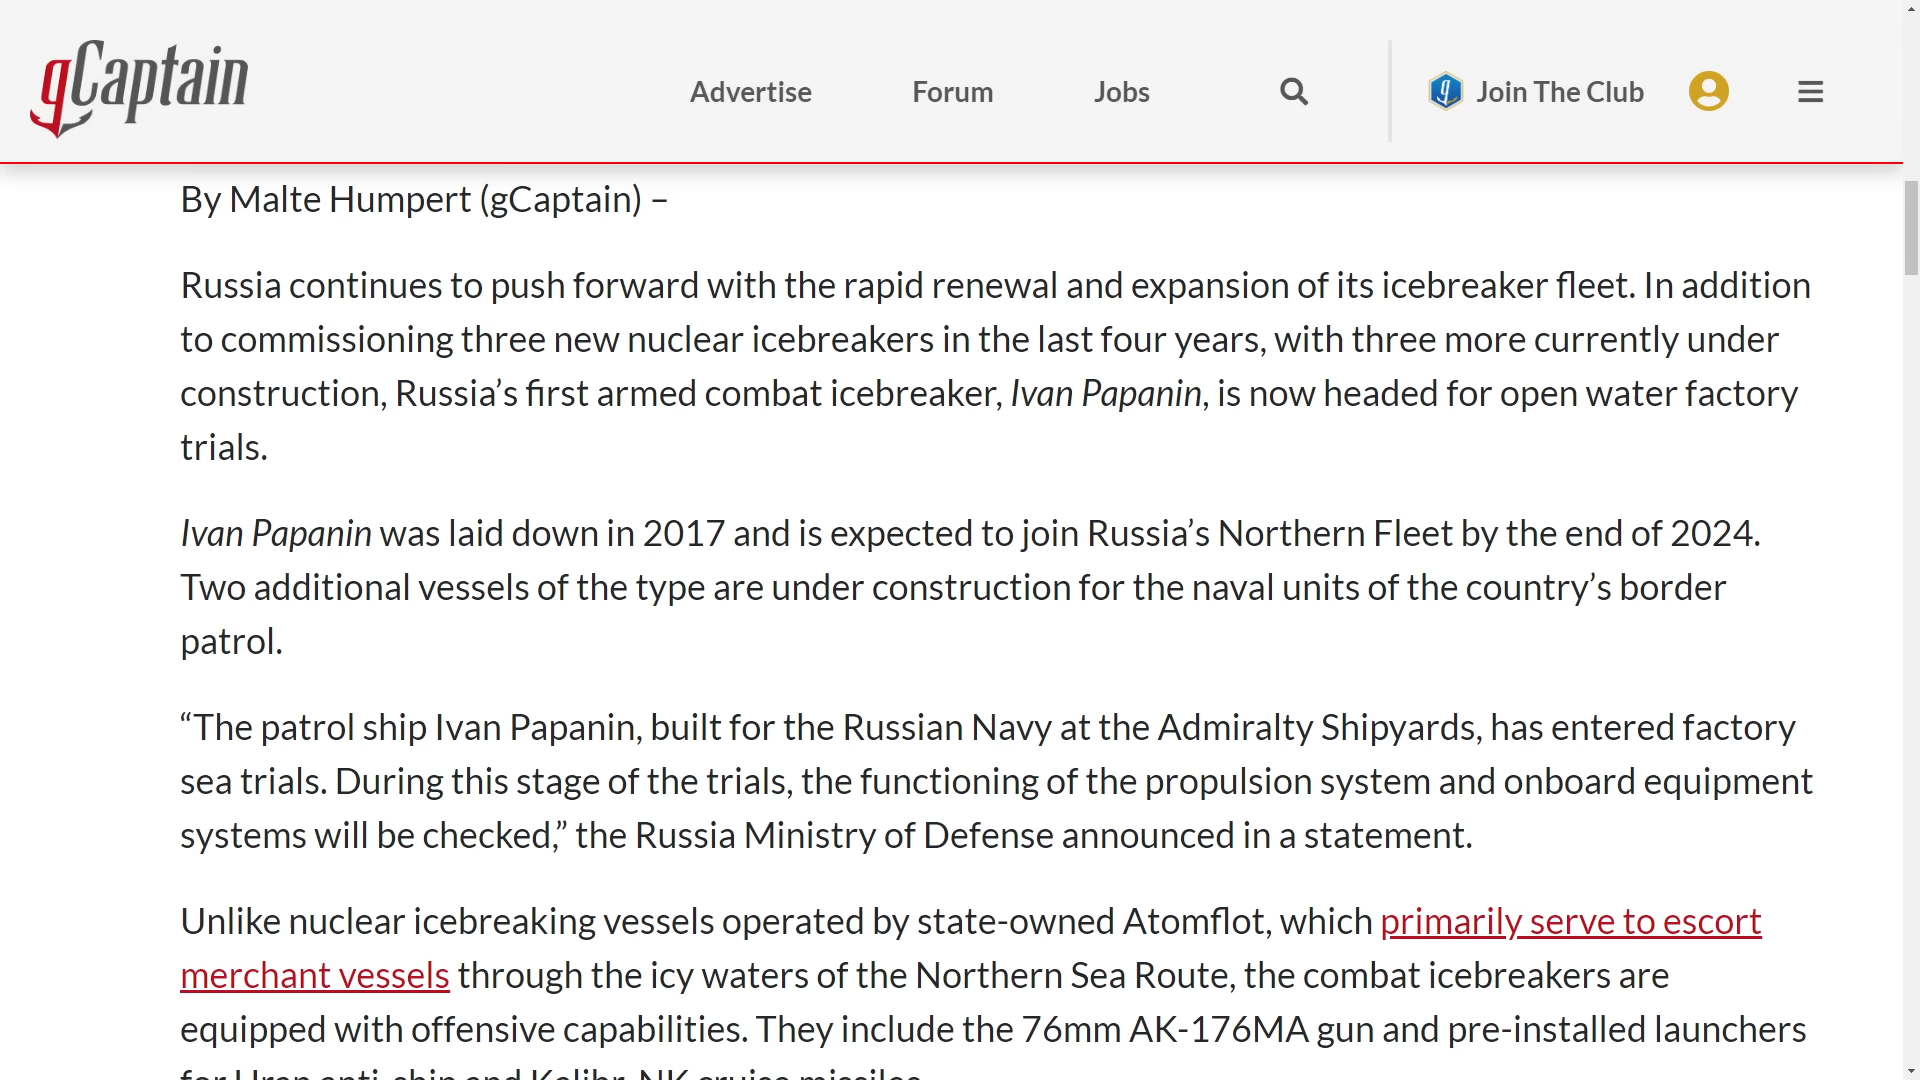 gCaptain
Advertise
Forum
Jobs
Join The Club
By Malte Humpert (gCaptain) –
Russia continues to push forward with the rapid renewal and expansion of its icebreaker fleet. In addition
to commissioning three new nuclear icebreakers in the last four years, with three more currently under
construction, Russia’s first armed combat icebreaker, Ivan Papanin, is now headed for open water factory
trials.
Ivan Papanin was laid down in 2017 and is expected to join Russia’s Northern Fleet by the end of 2024.
Two additional vessels of the type are under construction for the naval units of the country’s border
patrol.
“The patrol ship Ivan Papanin, built for the Russian Navy at the Admiralty Shipyards, has entered factory
sea trials. During this stage of the trials, the functioning of the propulsion system and onboard equipment
systems will be checked,” the Russia Ministry of Defense announced in a statement.
Unlike nuclear icebreaking vessels operated by state-owned Atomflot, which primarily serve to escort
merchant vessels through the icy waters of the Northern Sea Route, the combat icebreakers are
equipped with offensive capabilities. They include the 76mm AK-176MA gun and pre-installed launchers
for Uran anti-ship and Kalibr-NK cruise missiles.